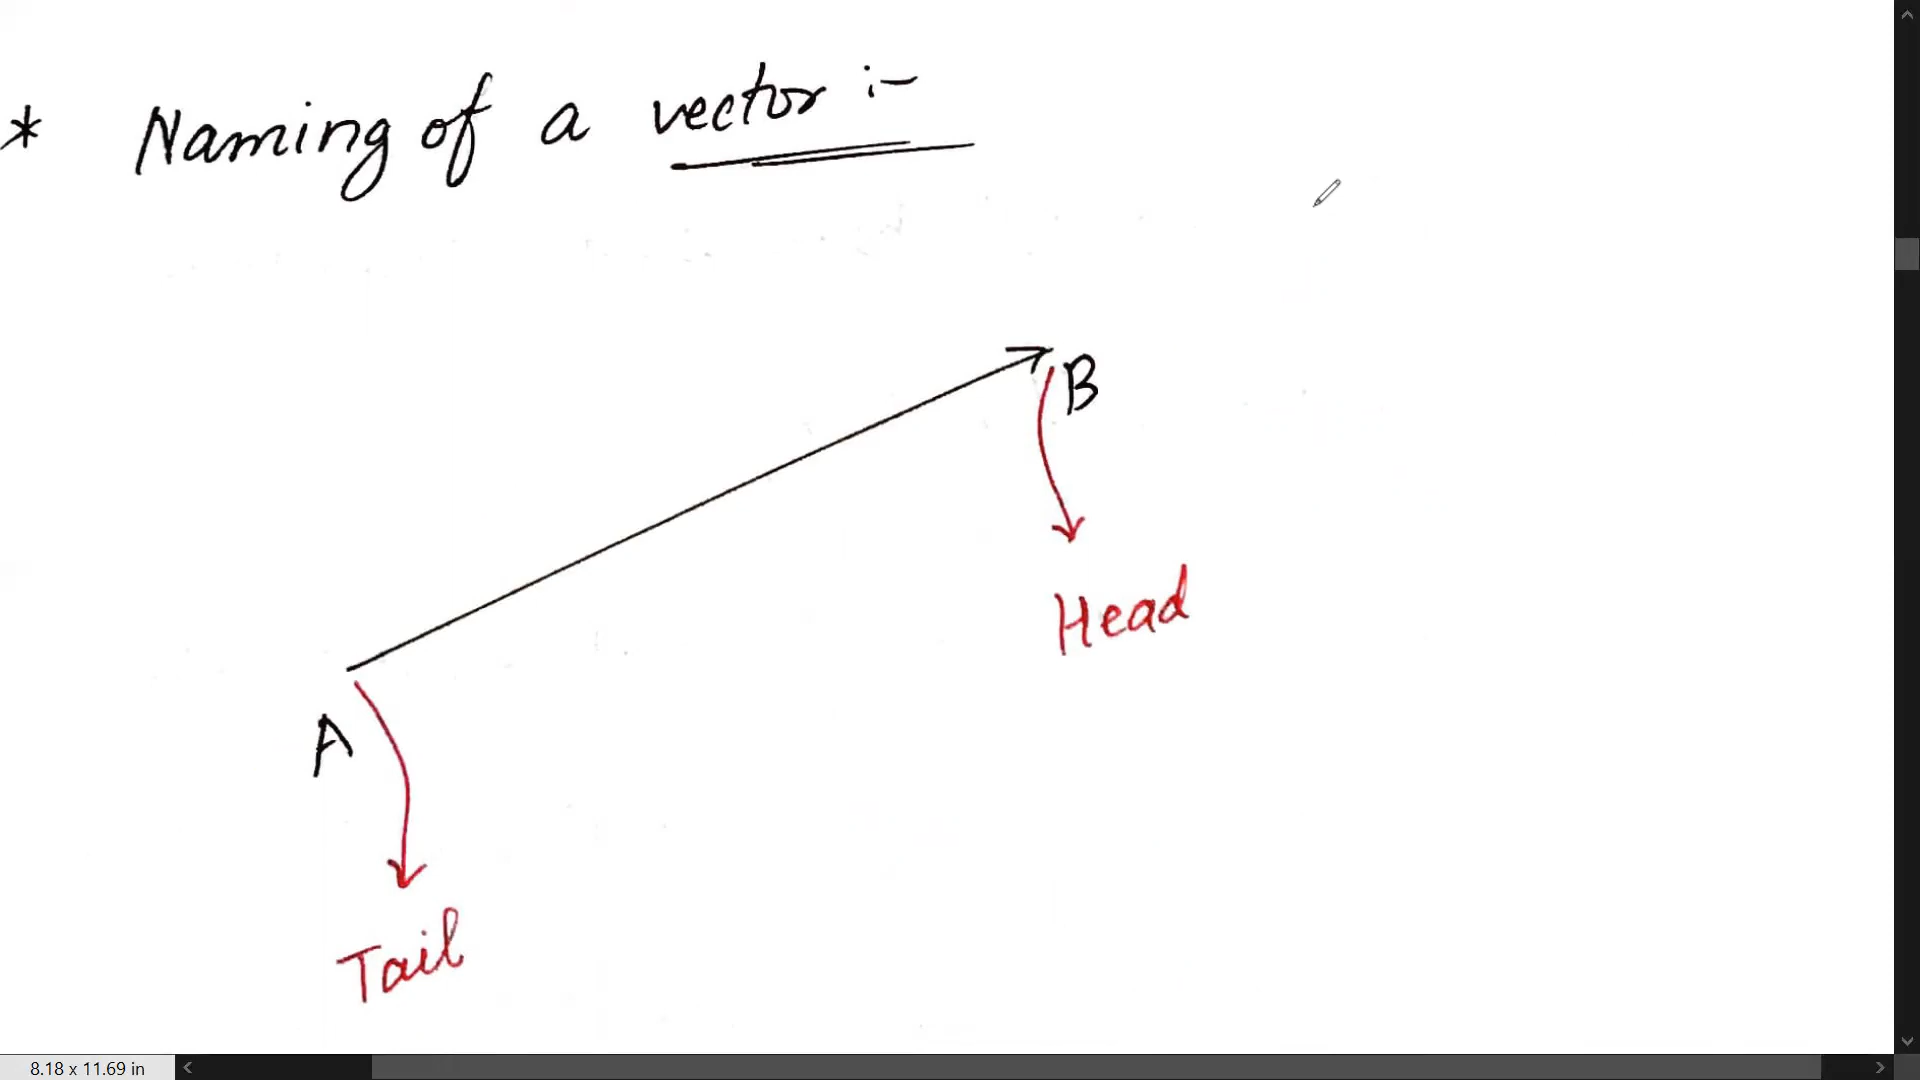 * Naming of a vector :-
B
Head
A
Tail
8.18 x 11.69 in